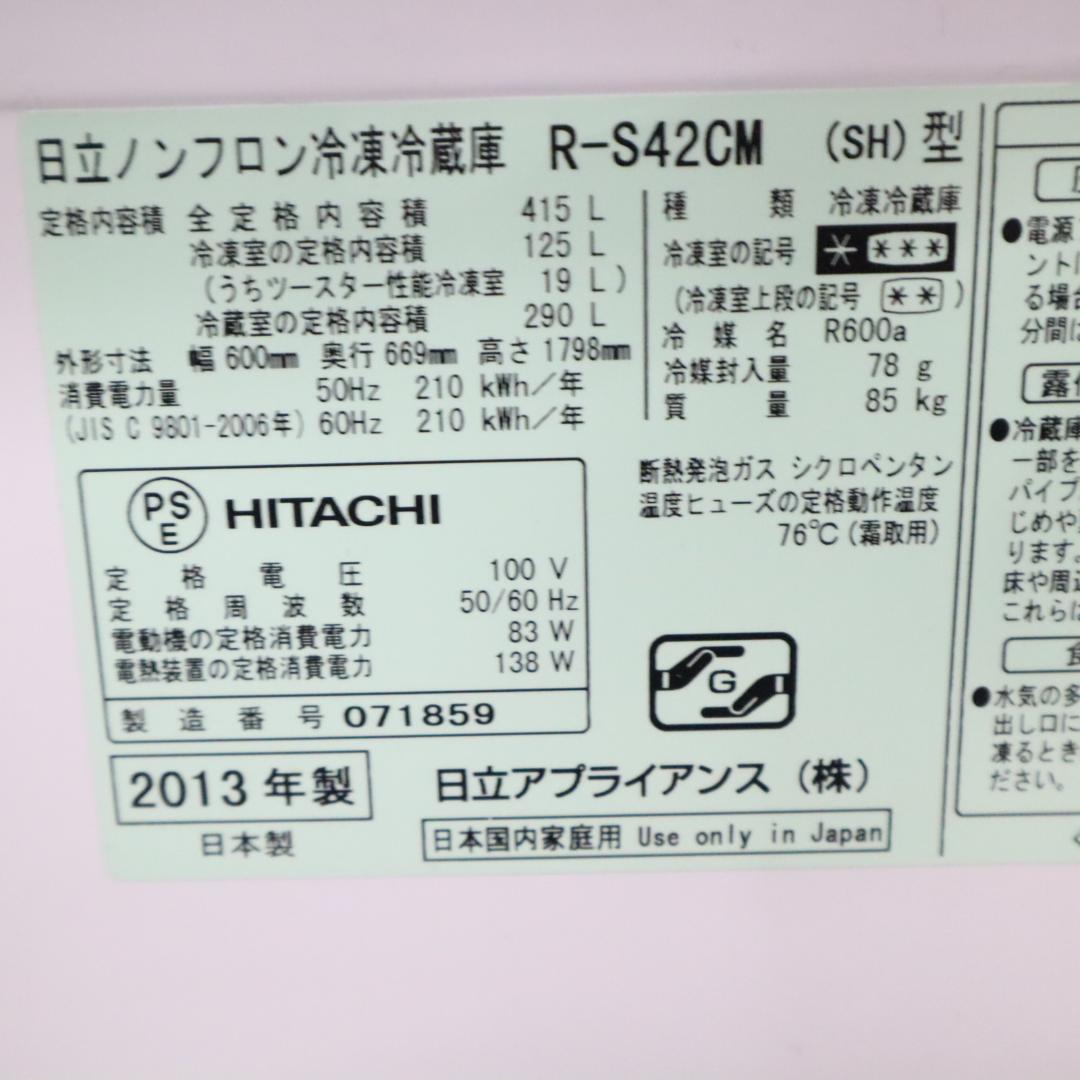 日立ノンフロン冷凍冷蔵庫 R-S42CM (SH) 型
定格内容積 全定格内容積 415 L
冷凍室の定格内容積 125 L
(うちツースター性能冷凍室 19 L)
冷蔵室の定格内容積 290 L
外形寸法 幅 600mm 奥行 669mm 高さ 1798mm
消費電力量 50Hz 210 kWh/年
(JIS C 9801-2006年) 60Hz 210 kWh/年
種類 冷凍冷蔵庫
冷凍室の記号 * ***
(冷凍室上段の記号 ** )
冷媒名 R600a
冷媒封入量 78 g
質量 85 kg
断熱発泡ガス シクロペンタン
温度ヒューズの定格動作温度
76℃ (霜取用)
PS
E
HITACHI
定格電圧 100 V
定格周波数 50/60 Hz
電動機の定格消費電力 83 W
電熱装置の定格消費電力 138 W
製造番号 071859
G
2013 年製
日本製
日立アプライアンス (株)
日本国内家庭用 Use only in Japan
●電源
ントに
る場合
分間は
●冷蔵庫
一部を
パイプ
じめや
ります。
床や周辺
これらは
●水気の多
出し口に
凍るとき
ださい。